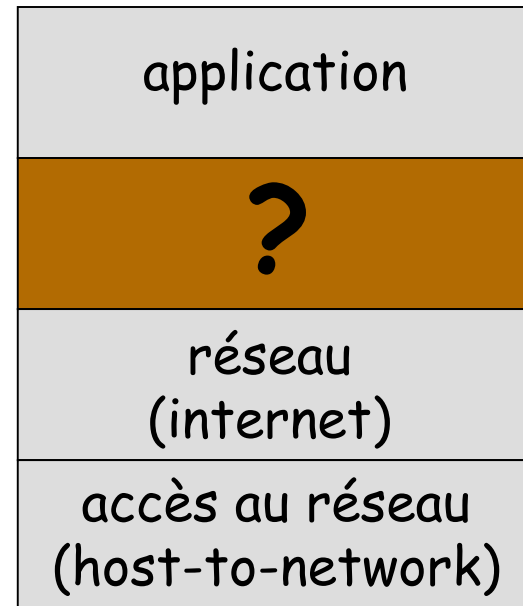 application
?
réseau
(internet)
accès au réseau
(host-to-network)